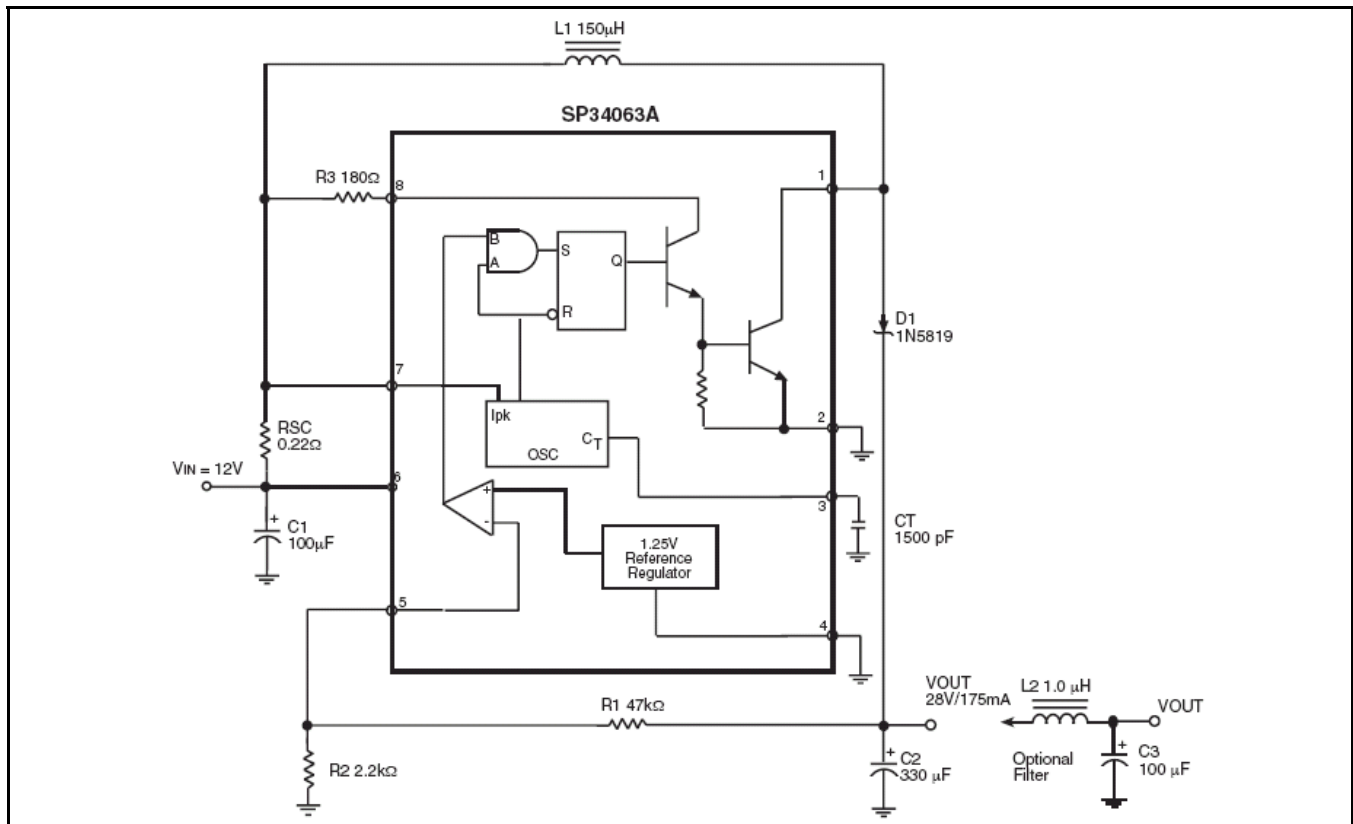 L1 150µH
SP34063A
R3 180Ω
8
1
B
A
S
Q
R
D1
1N5819
7
Ipk
CT
OSC
2
RSC
0.22Ω
VIN = 12V
6
3
+
C1
100µF
+
-
CT
1500 pF
1.25V
Reference
Regulator
5
4
R1 47kΩ
VOUT
28V/175mA
L2 1.0 µH
VOUT
R2 2.2kΩ
+
C2
330 µF
Optional
Filter
+
C3
100 µF